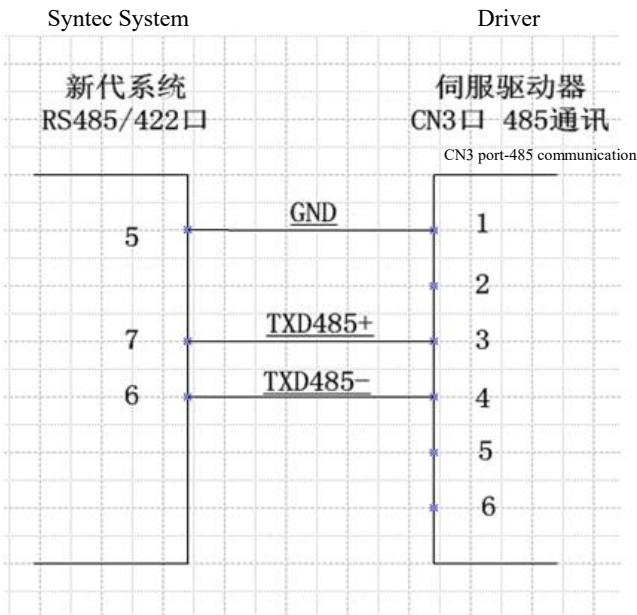 Syntec System
Driver
新代系统
RS485/422口
伺服驱动器
CN3口 485通讯
CN3 port-485 communication
GND
5
1
2
TXD485+
7
3
TXD485-
6
4
5
6